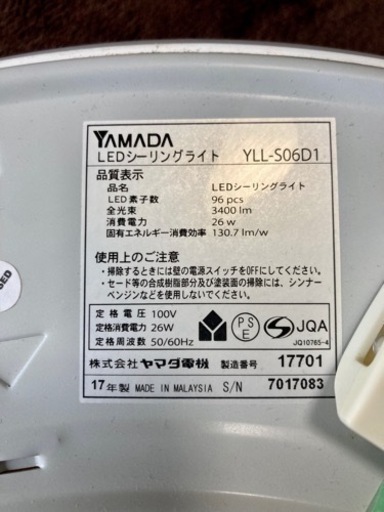 YAMADA
LEDシーリングライト YLL-S06D1
品質表示
品名 LEDシーリングライト
LED素子数 96 pcs
全光束 3400 lm
消費電力 26 w
固有エネルギー消費効率 130.7 lm/w
使用上のご注意
・掃除するときには壁の電源スイッチをOFFにしてください。
・セード等の合成樹脂部分及び塗装面の掃除には、シンナー
ベンジンなどの使用はお避けください。
定格電圧 100V
定格消費電力 26W
定格周波数 50/60Hz
PSE
JQA
JQ10765-4
株式会社ヤマダ電機 製造番号 17701
17年製 MADE IN MALAYSIA S/N 7017083